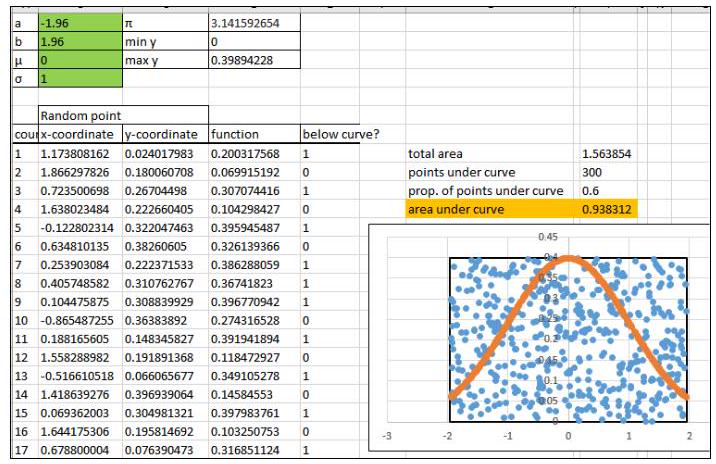 a -1.96 π 3.141592654
b 1.96 min y 0
μ 0 max y 0.39894228
σ 1
Random point
cour x-coordinate y-coordinate function below curve?
1 1.173808162 0.024017983 0.200317568 1 total area 1.563854
2 1.866297826 0.180060708 0.069915192 0 points under curve 300
3 0.723500698 0.26704498 0.307074416 1 prop. of points under curve 0.6
4 1.638023484 0.222660405 0.104298427 0 area under curve 0.938312
5 -0.122802314 0.322047463 0.395945487 1
6 0.634810135 0.38260605 0.326139366 0
7 0.253903084 0.222371533 0.386288059 1
8 0.405748582 0.310762767 0.36741823 1
9 0.104475875 0.308839929 0.396770942 1
10 -0.865487255 0.36383892 0.274316528 0
11 0.188165605 0.148345827 0.391941894 1
12 1.558288982 0.191891368 0.118472927 0
13 -0.516610518 0.066065677 0.349105278 1
14 1.418639276 0.396939064 0.14584553 0
15 0.069362003 0.304981321 0.397983761 1
16 1.644175306 0.195814692 0.103250753 0
17 0.678800004 0.076390473 0.316851124 1
0.45
0.4
0.35
0.3
0.25
0.2
0.15
0.1
0.05
0
-3 -2 -1 0 1 2